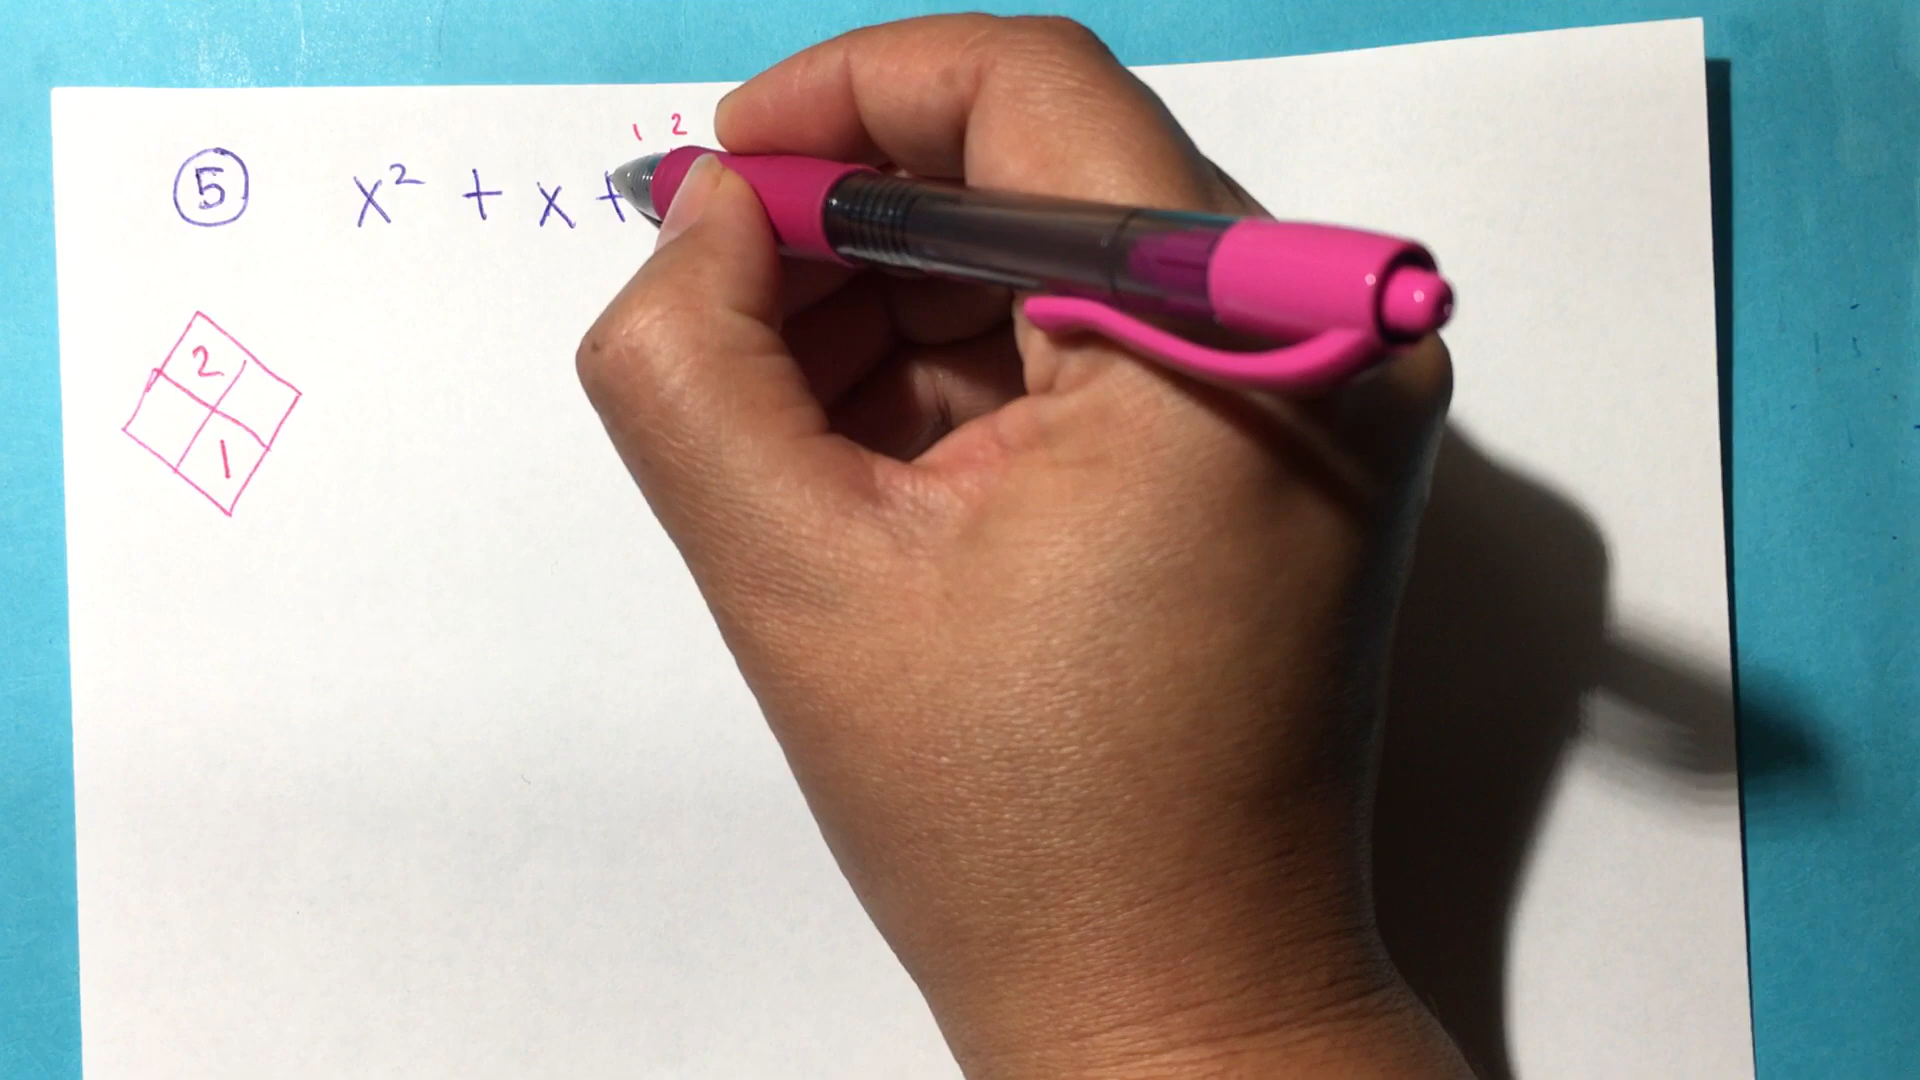 1 2
5 x² + x +
2
1